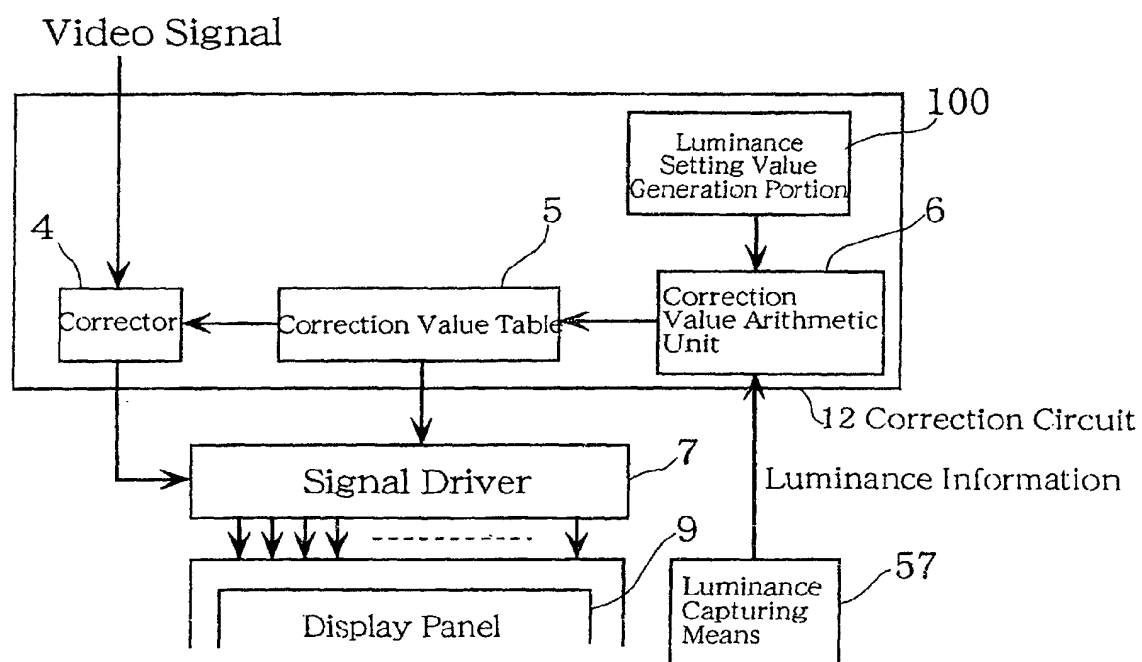 Video Signal
100
Luminance
Setting Value
Generation Portion
4
5
6
Corrector
Correction Value Table
Correction
Value Arithmetic
Unit
12 Correction Circuit
7
Signal Driver
Luminance Information
9
57
Display Panel
Luminance
Capturing
Means